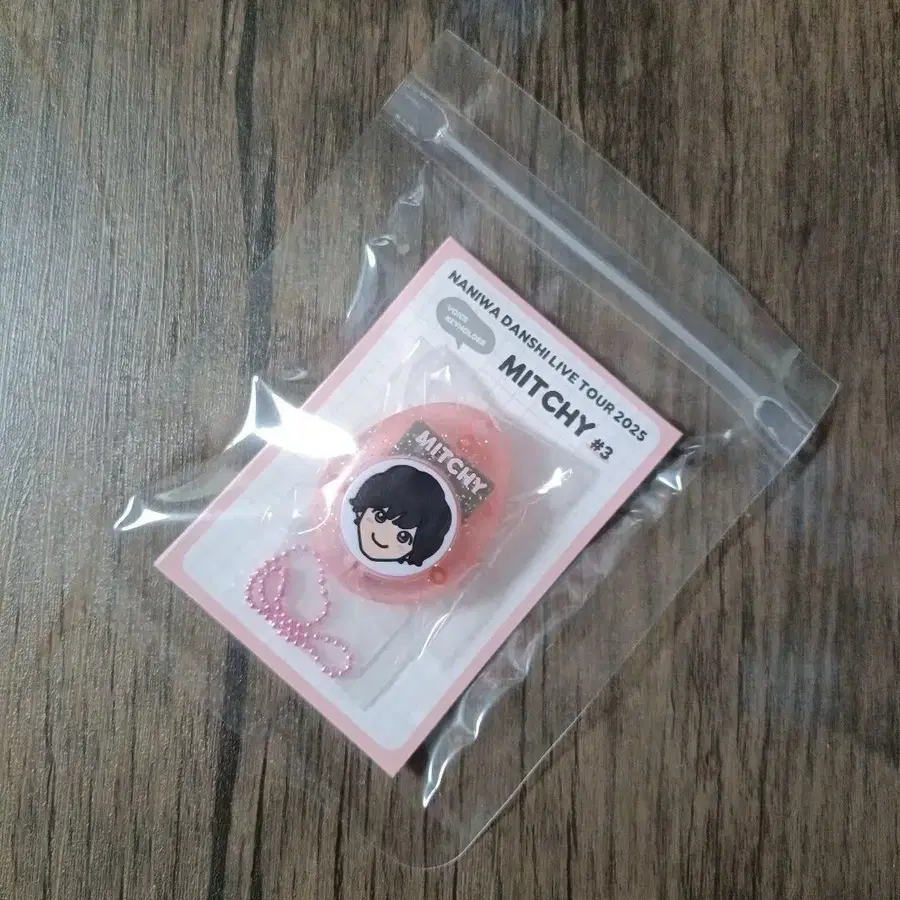 NANIWA DANSHI LIVE TOUR 2025
VOICE
KEYHOLDER
MITCHY #3
MITCHY